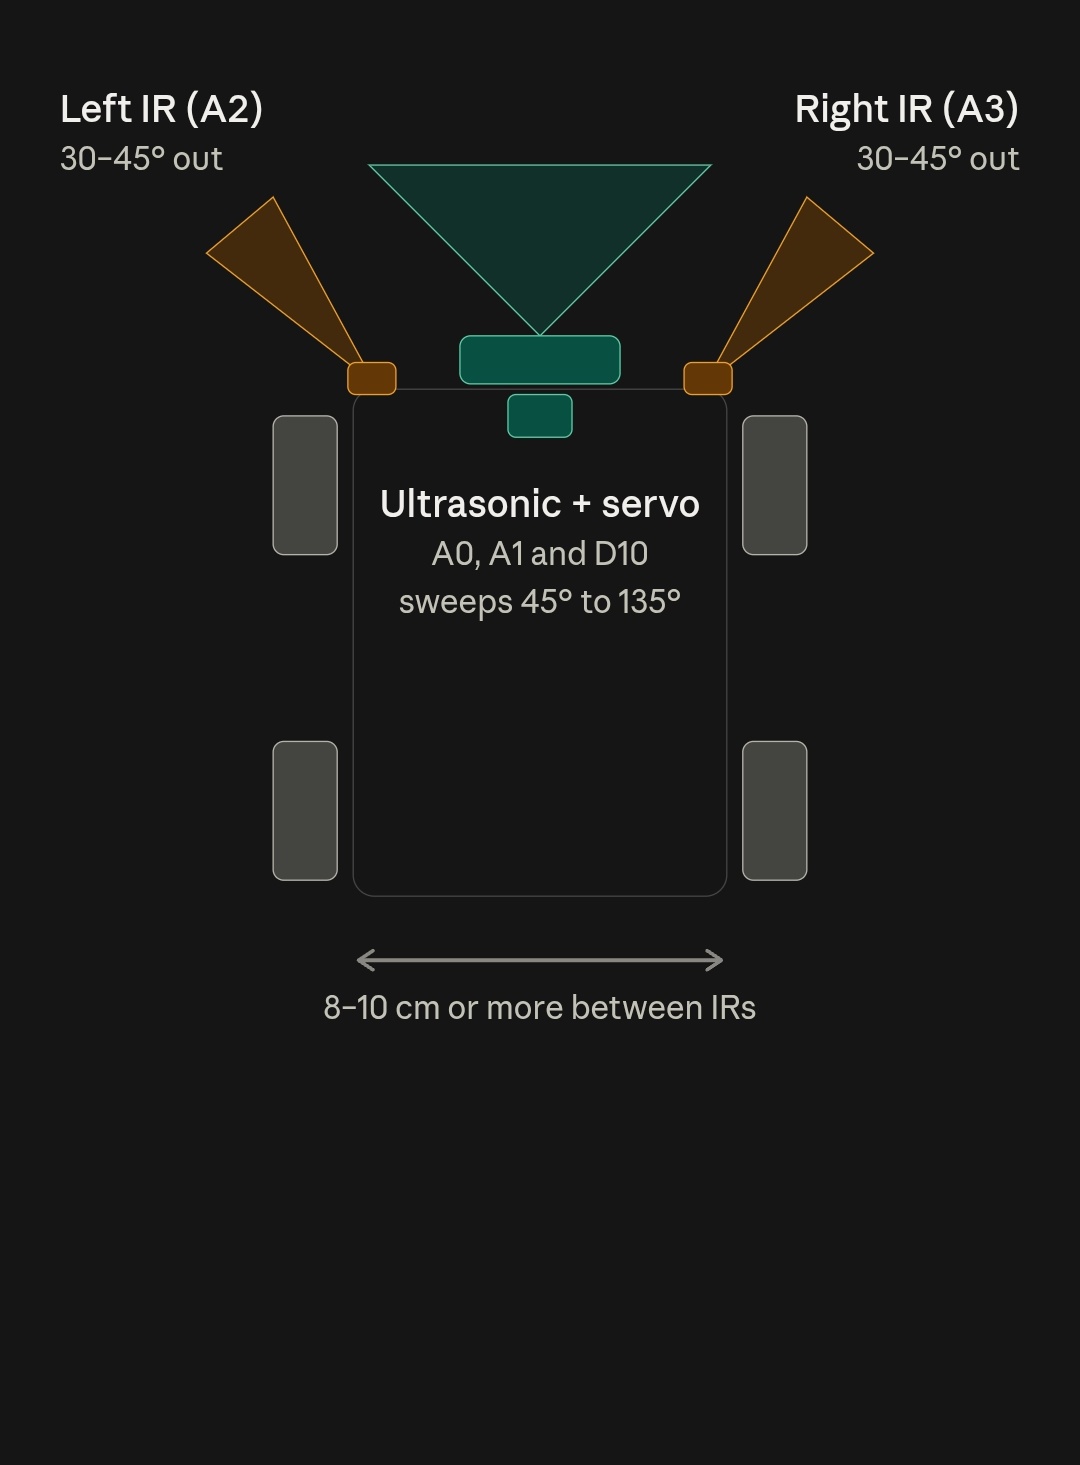 Left IR (A2)
30–45° out
Right IR (A3)
30–45° out
Ultrasonic + servo
A0, A1 and D10
sweeps 45° to 135°
8–10 cm or more between IRs